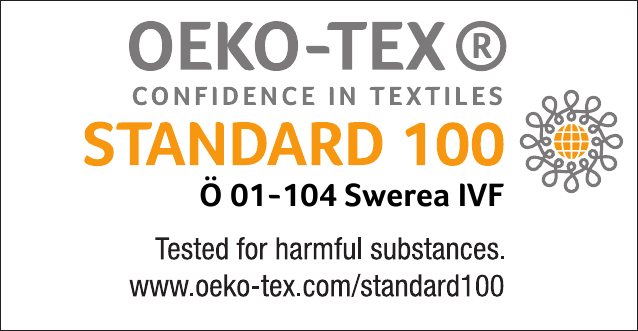 OEKO-TEX®
CONFIDENCE IN TEXTILES
STANDARD 100
Ö 01-104 Swerea IVF
Tested for harmful substances.
www.oeko-tex.com/standard100